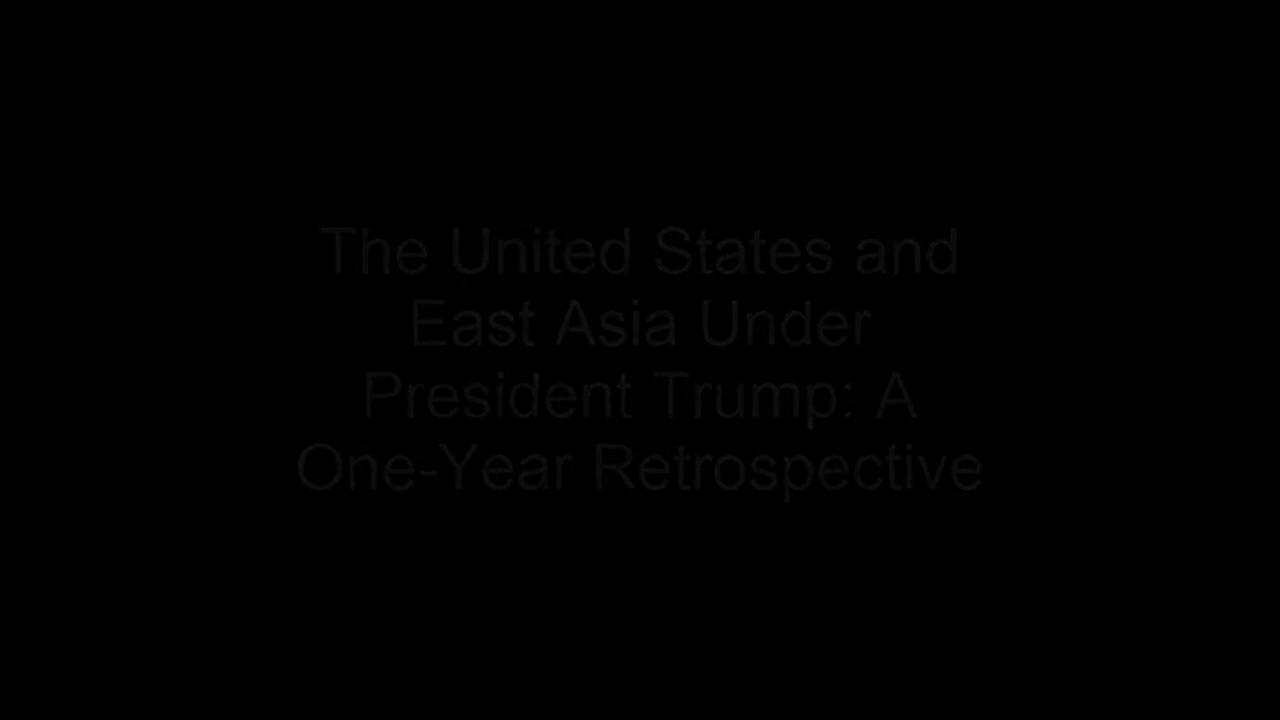 The United States and
East Asia Under
President Trump: A
One-Year Retrospective